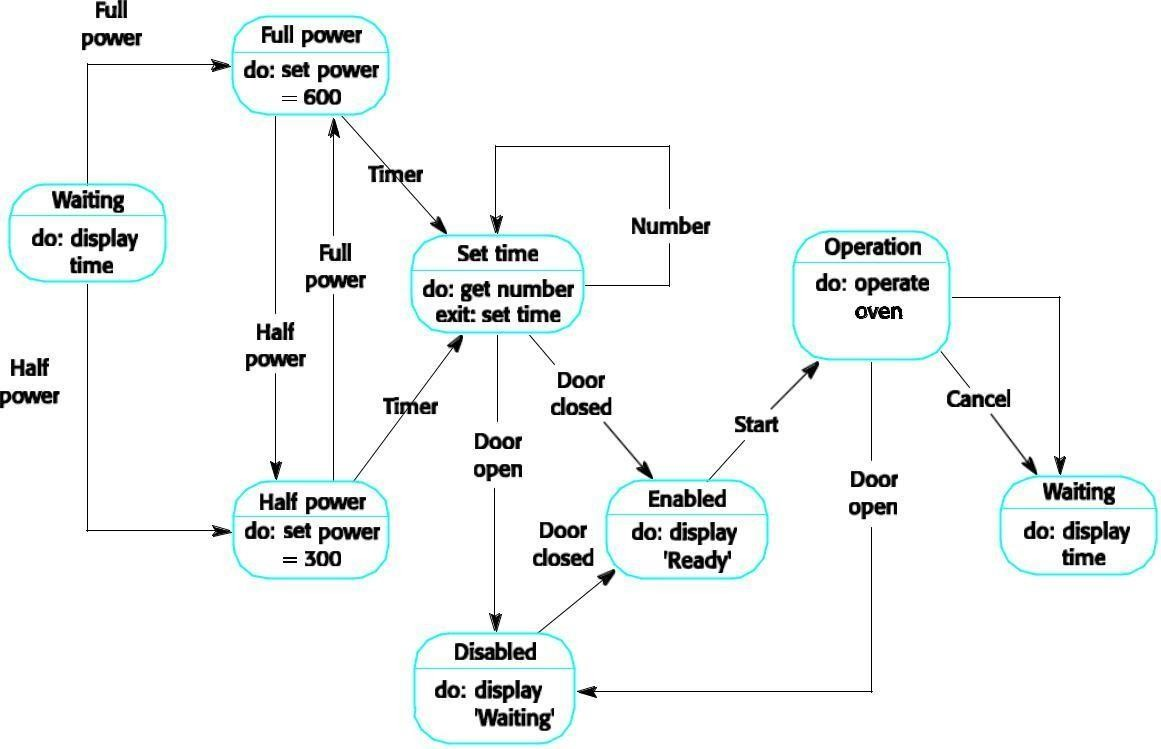 Full
power
Full power
do: set power
= 600
Timer
Waiting
do: display
time
Number
Set time
do: get number
exit: set time
Full
power
Operation
do: operate
oven
Half
power
Half
power
Timer
Door
closed
Cancel
Start
Door
open
Door
open
Half power
do: set power
= 300
Enabled
do: display
'Ready'
Waiting
do: display
time
Door
closed
Disabled
do: display
'Waiting'